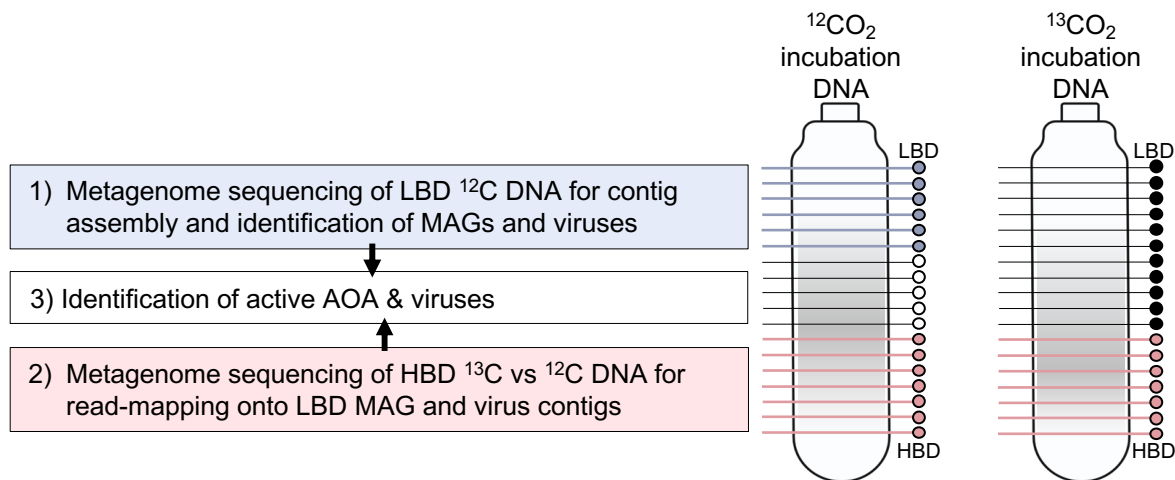 ¹²CO₂
incubation
DNA
¹³CO₂
incubation
DNA
LBD
LBD
1) Metagenome sequencing of LBD ¹²C DNA for contig
assembly and identification of MAGs and viruses
3) Identification of active AOA & viruses
2) Metagenome sequencing of HBD ¹³C vs ¹²C DNA for
read-mapping onto LBD MAG and virus contigs
HBD
HBD